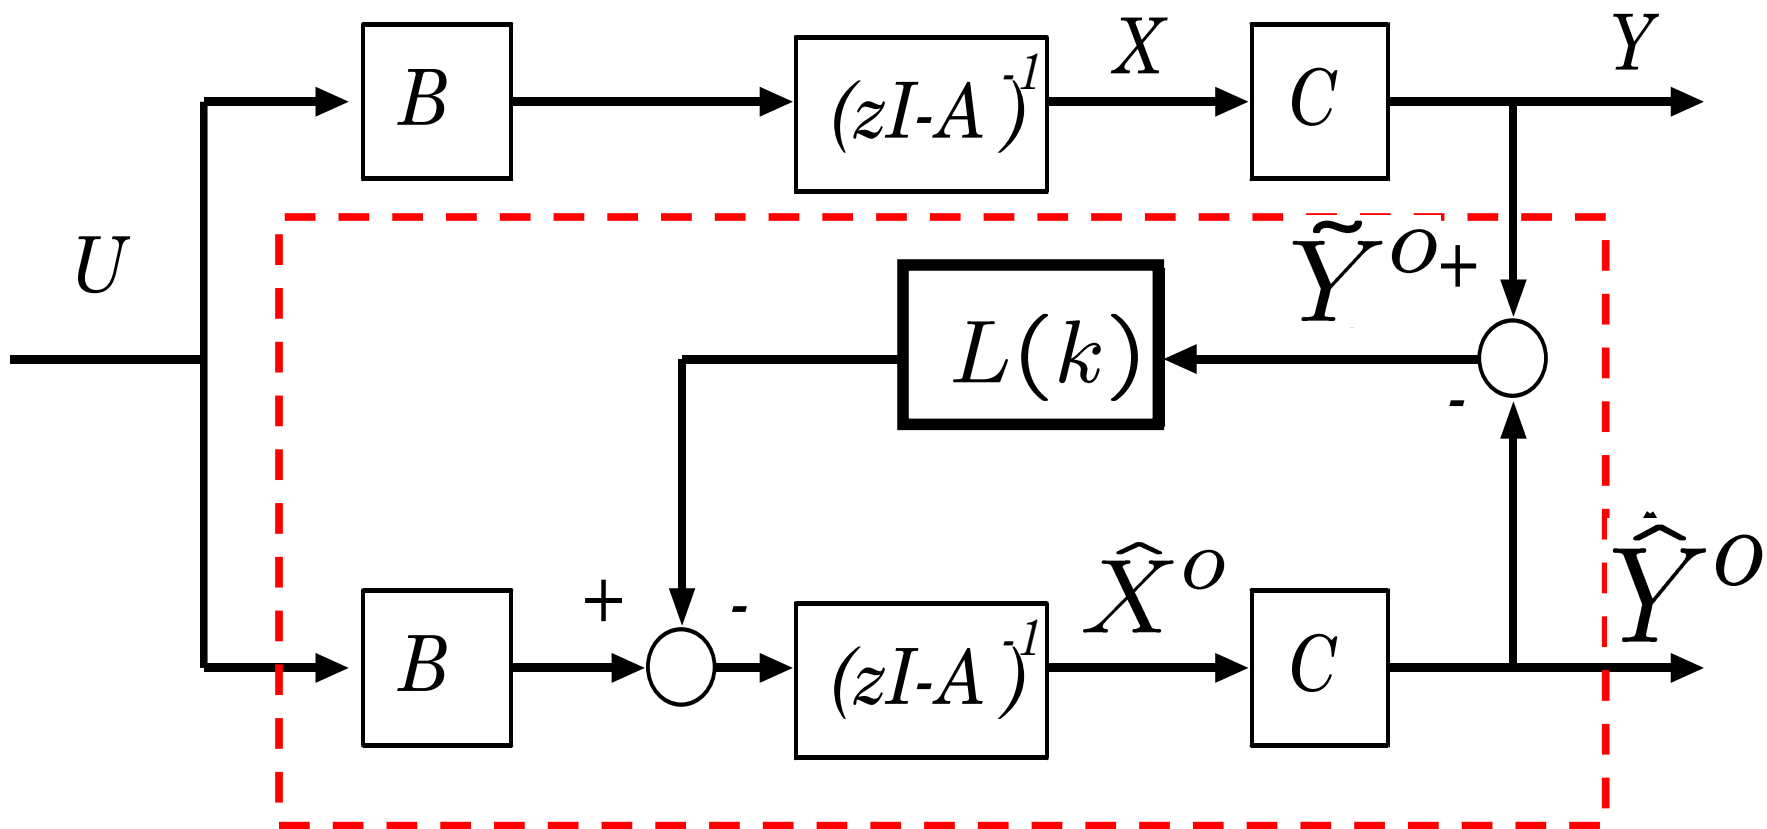 B
(zI-A)⁻¹
X
C
Y
U
Ỹᴼ
+
L(k)
-
B
+
-
(zI-A)⁻¹
X̂ᴼ
C
Ŷᴼ